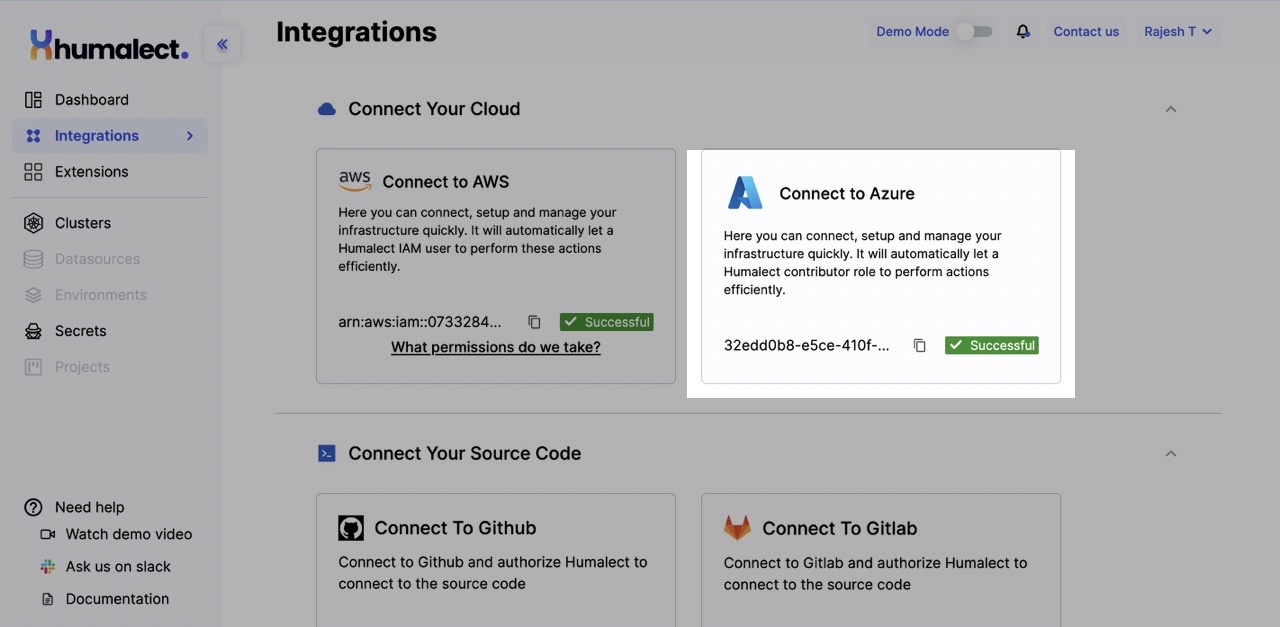 humalect.
Dashboard
Integrations
Extensions
Clusters
Datasources
Environments
Secrets
Projects
Need help
Watch demo video
Ask us on slack
Documentation
Integrations
Demo Mode
Contact us
Rajesh T
Connect Your Cloud
aws
Connect to AWS
Here you can connect, setup and manage your
infrastructure quickly. It will automatically let a
Humalect IAM user to perform these actions
efficiently.
arn:aws:iam::0733284...
Successful
What permissions do we take?
Connect to Azure
Here you can connect, setup and manage your
infrastructure quickly. It will automatically let a
Humalect contributor role to perform actions
efficiently.
32edd0b8-e5ce-410f-...
Successful
Connect Your Source Code
Connect To Github
Connect to Github and authorize Humalect to
connect to the source code
Connect To Gitlab
Connect to Gitlab and authorize Humalect to
connect to the source code